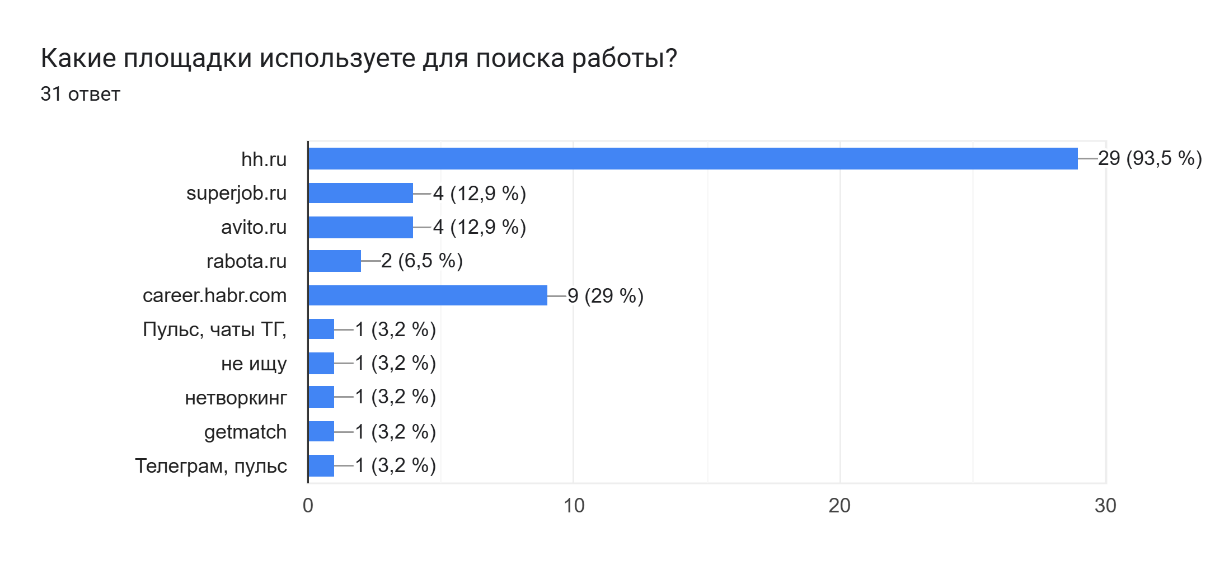 Какие площадки используете для поиска работы?
31 ответ
hh.ru 29 (93,5 %)
superjob.ru 4 (12,9 %)
avito.ru 4 (12,9 %)
rabota.ru 2 (6,5 %)
career.habr.com 9 (29 %)
Пульс, чаты ТГ, 1 (3,2 %)
не ищу 1 (3,2 %)
нетворкинг 1 (3,2 %)
getmatch 1 (3,2 %)
Телеграм, пульс 1 (3,2 %)
0 10 20 30